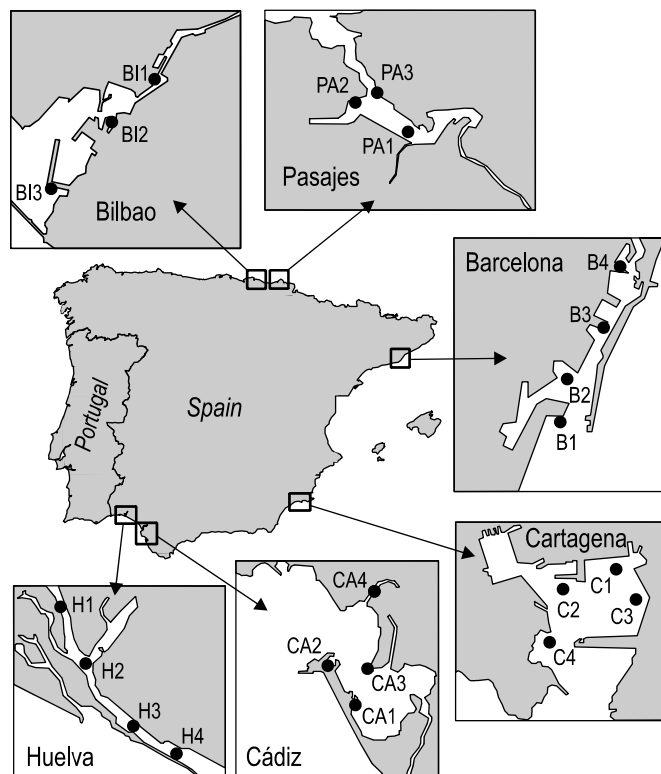 BI1
BI2
BI3
Bilbao
PA3
PA2
PA1
Pasajes
Barcelona
B4
B3
B2
B1
Portugal
Spain
Cartagena
C1
C2
C3
C4
H1
H2
H3
H4
Huelva
CA4
CA2
CA3
CA1
Cádiz